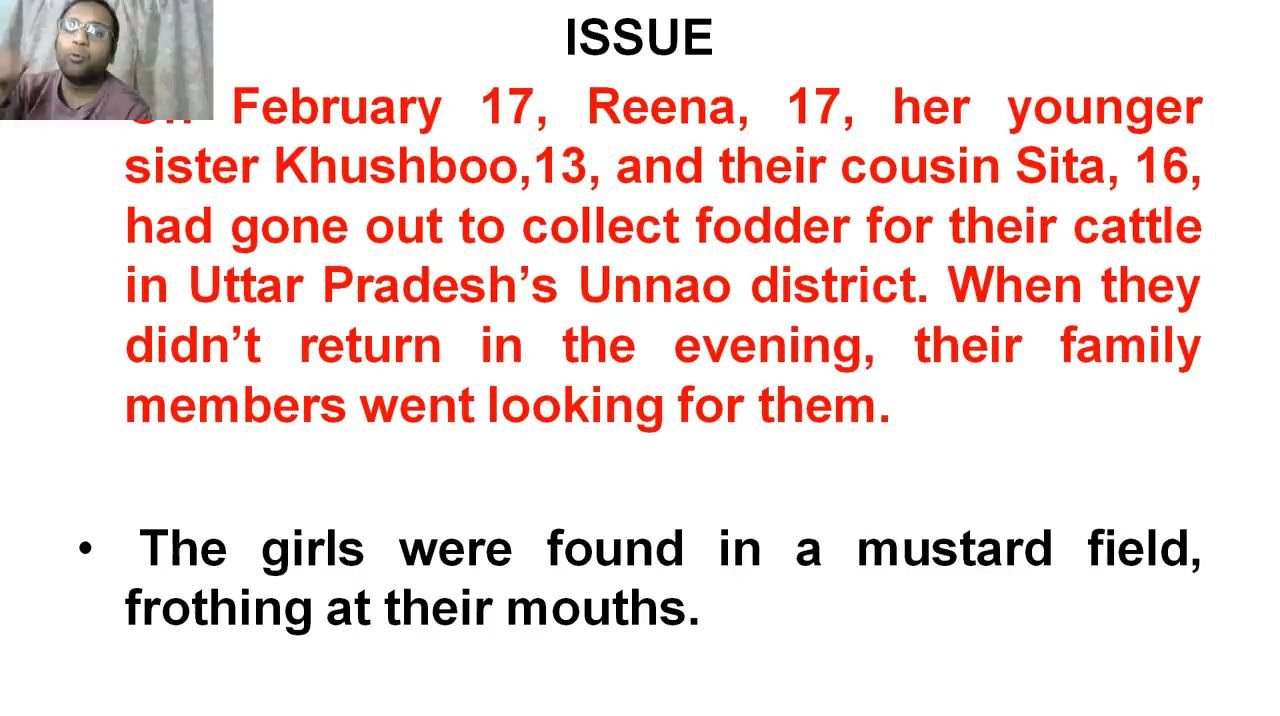 ISSUE
February 17, Reena, 17, her younger
sister Khushboo,13, and their cousin Sita, 16,
had gone out to collect fodder for their cattle
in Uttar Pradesh’s Unnao district. When they
didn’t return in the evening, their family
members went looking for them.
• The girls were found in a mustard field,
frothing at their mouths.